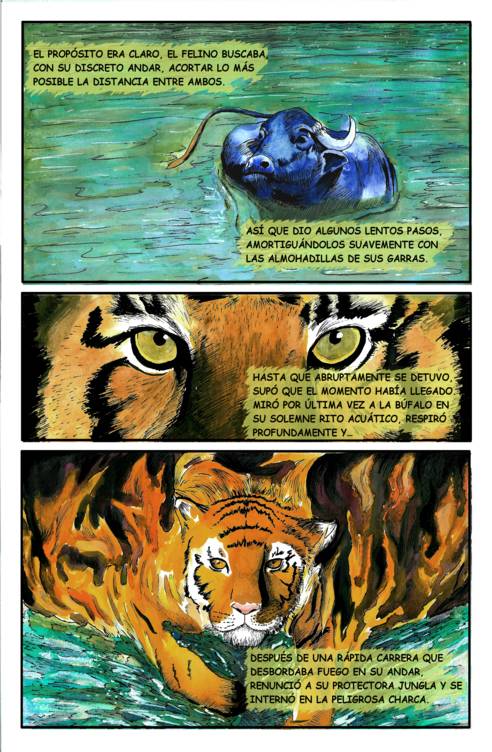 EL PROPÓSITO ERA CLARO, EL FELINO BUSCABA,
CON SU DISCRETO ANDAR, ACORTAR LO MÁS
POSIBLE LA DISTANCIA ENTRE AMBOS.
ASÍ QUE DIO ALGUNOS LENTOS PASOS,
AMORTIGUÁNDOLOS SUAVEMENTE CON
LAS ALMOHADILLAS DE SUS GARRAS.
HASTA QUE ABRUPTAMENTE SE DETUVO,
SUPO QUE EL MOMENTO HABÍA LLEGADO.
MIRÓ POR ÚLTIMA VEZ A LA BÚFALO EN
SU SOLEMNE RITO ACUÁTICO, RESPIRÓ
PROFUNDAMENTE Y...
DESPUÉS DE UNA RÁPIDA CARRERA QUE
DESBORDABA FUEGO EN SU ANDAR,
RENUNCIÓ A SU PROTECTORA JUNGLA Y SE
INTERNÓ EN LA PELIGROSA CHARCA.